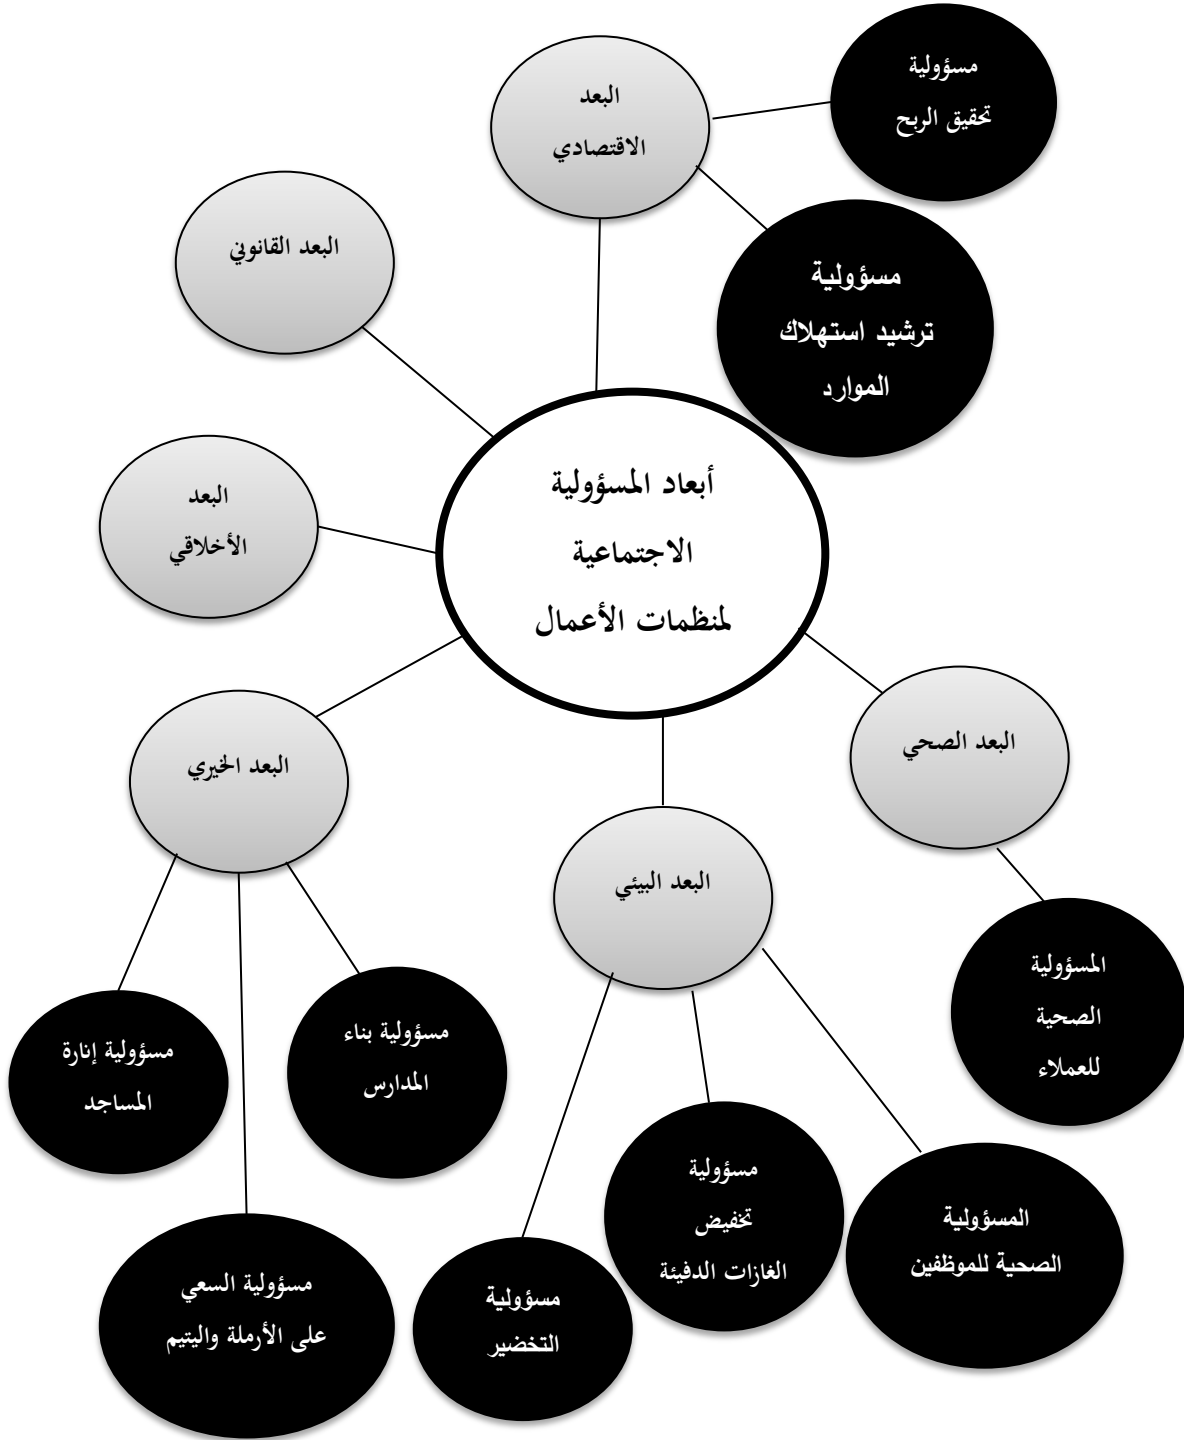 مسؤولية
تحقيق الربح
البعد
الاقتصادي
البعد القانوني
مسؤولية
ترشيد استهلاك
الموارد
أبعاد المسؤولية
الاجتماعية
لمنظمات الأعمال
البعد
الأخلاقي
البعد الصحي
البعد الخيري
البعد البيئي
المسؤولية
الصحية
للعملاء
مسؤولية بناء
المدارس
مسؤولية إنارة
المساجد
المسؤولية
الصحية للموظفين
مسؤولية
تخفيض
الغازات الدفيئة
مسؤولية
التخضير
مسؤولية السعي
على الأرملة واليتيم